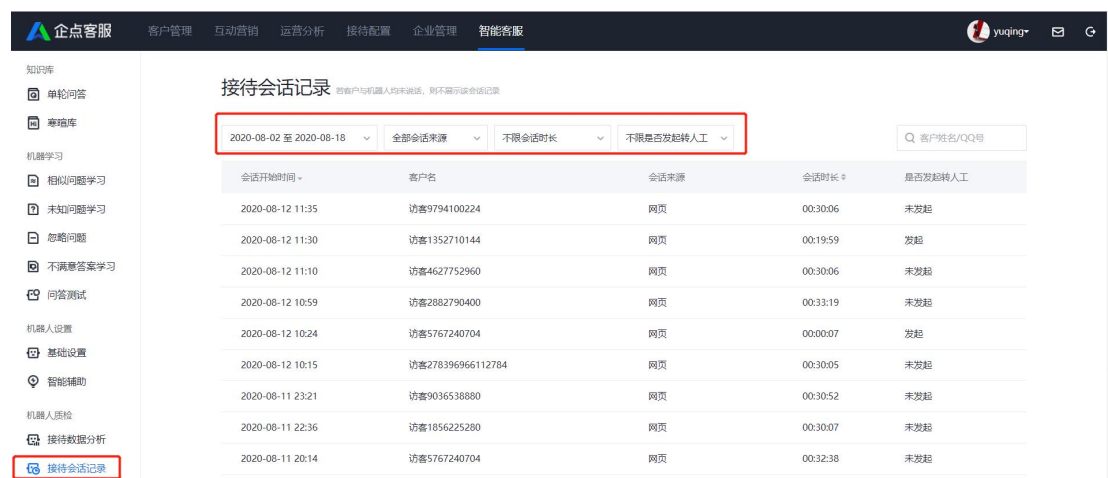 企点客服 客户管理 互动营销 运营分析 接待配置 企业管理 智能客服 yuqing
知识库
单轮问答
寒暄库
机器学习
相似问题学习
未知问题学习
忽略问题
不满意答案学习
问答测试
机器人设置
基础设置
智能辅助
机器人质检
接待数据分析
接待会话记录
接待会话记录 若客户与机器人均未说话，则不展示该会话记录
2020-08-02 至 2020-08-18 全部会话来源 不限会话时长 不限是否发起转人工 客户姓名/QQ号
会话开始时间 客户名 会话来源 会话时长 是否发起转人工
2020-08-12 11:35 访客9794100224 网页 00:30:06 未发起
2020-08-12 11:30 访客1352710144 网页 00:19:59 发起
2020-08-12 11:10 访客4627752960 网页 00:30:06 未发起
2020-08-12 10:59 访客2882790400 网页 00:33:19 未发起
2020-08-12 10:24 访客5767240704 网页 00:00:07 发起
2020-08-12 10:15 访客278396966112784 网页 00:30:05 未发起
2020-08-11 23:21 访客9036538880 网页 00:30:52 未发起
2020-08-11 22:36 访客1856225280 网页 00:30:07 未发起
2020-08-11 20:14 访客5767240704 网页 00:32:38 未发起